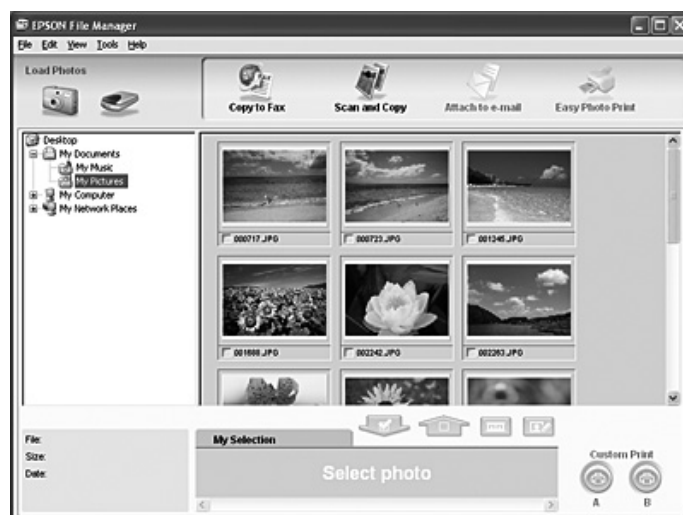 EPSON File Manager
File Edit View Tools Help
Load Photos
Copy to Fax
Scan and Copy
Attach to e-mail
Easy Photo Print
Desktop
My Documents
My Music
My Pictures
My Computer
My Network Places
000717.JPG
000723.JPG
001345.JPG
001608.JPG
002242.JPG
002263.JPG
File:
Size:
Date:
My Selection
Select photo
Custom Print
A B